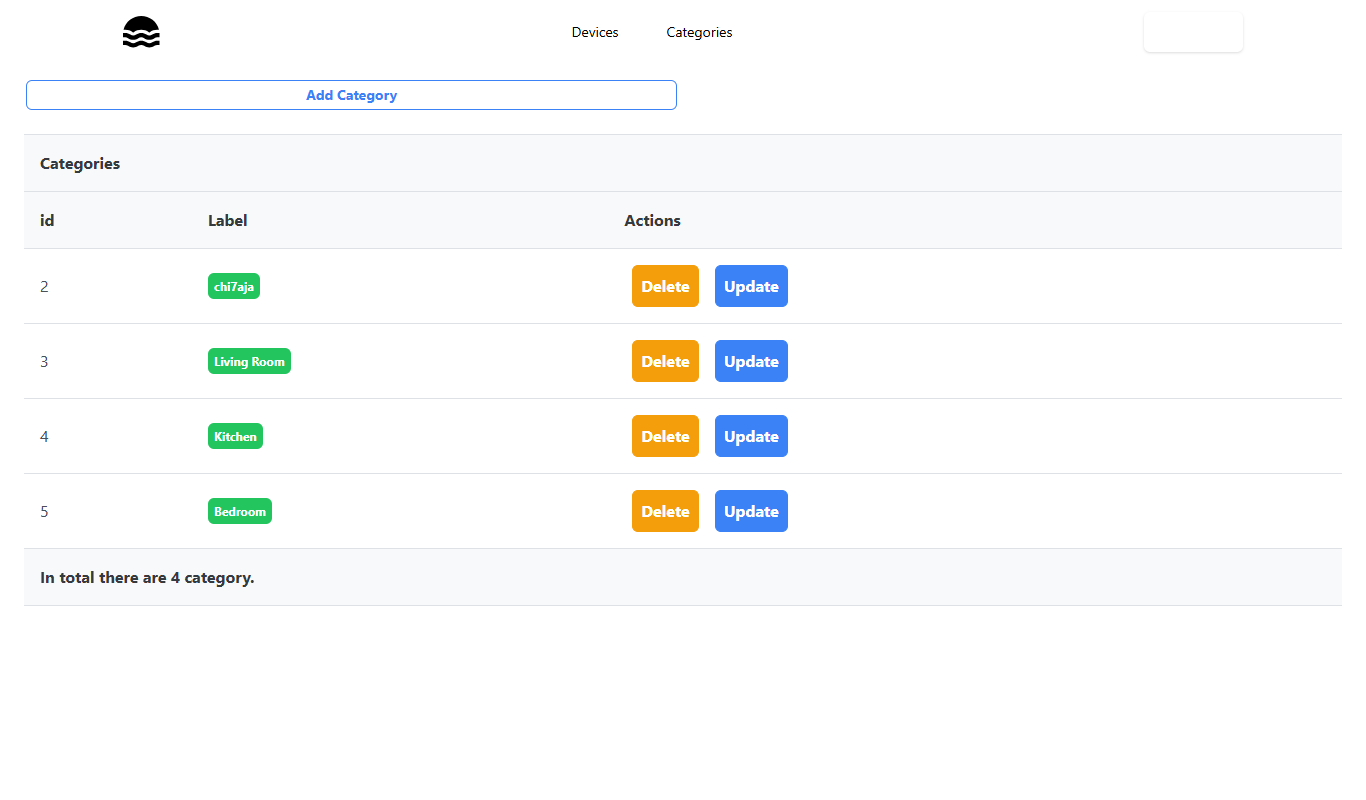 Devices Categories
Add Category
Categories
id Label Actions
2 chi7aja Delete Update
3 Living Room Delete Update
4 Kitchen Delete Update
5 Bedroom Delete Update
In total there are 4 category.